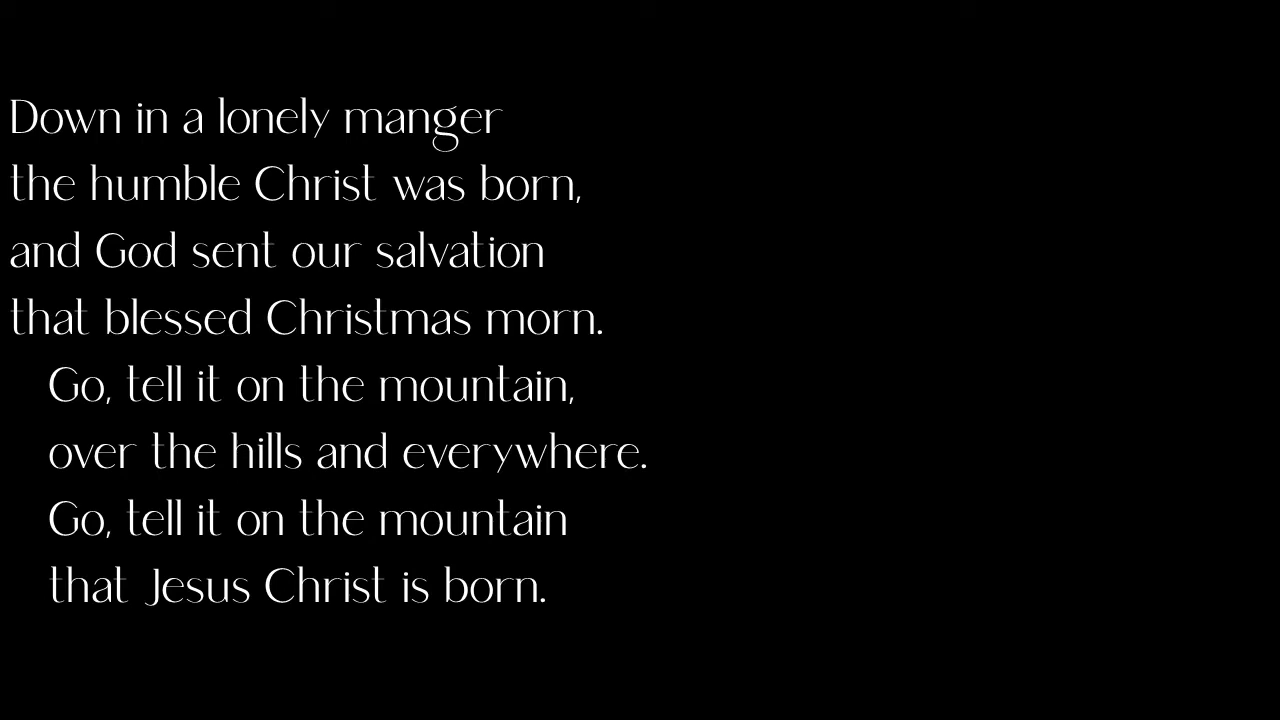 Down in a lonely manger
the humble Christ was born,
and God sent our salvation
that blessed Christmas morn.
Go, tell it on the mountain,
over the hills and everywhere.
Go, tell it on the mountain
that Jesus Christ is born.